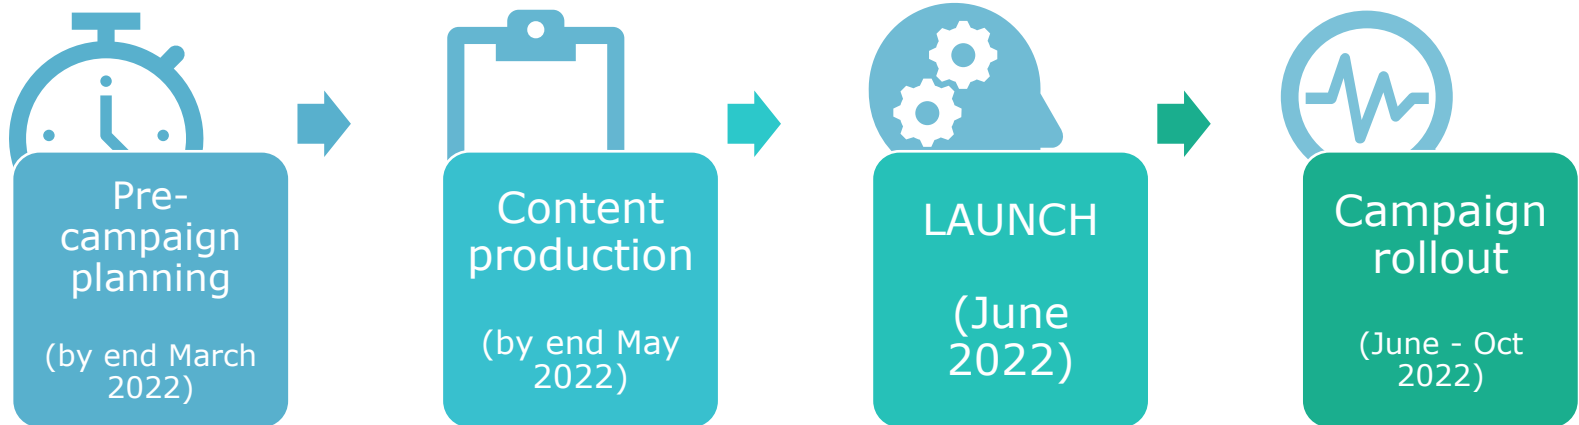 Pre-
campaign
planning
(by end March
2022)
Content
production
(by end May
2022)
LAUNCH
(June
2022)
Campaign
rollout
(June - Oct
2022)